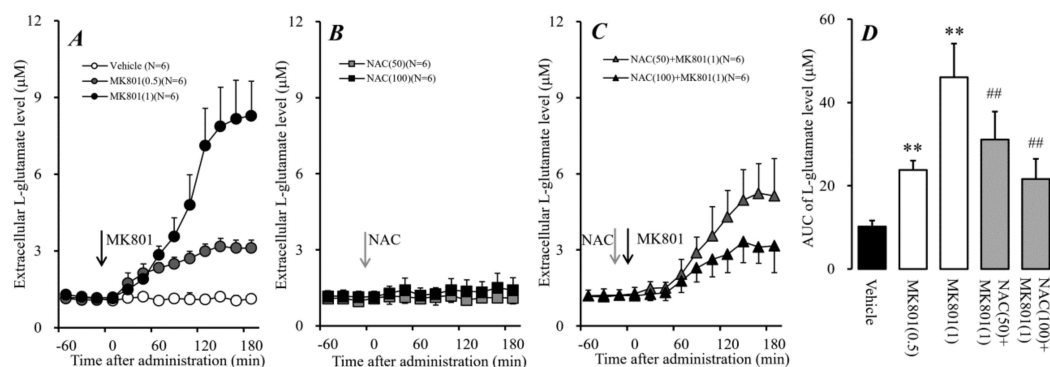 A
Extracellular L-glutamate level (μM)
12
9
6
3
0
Vehicle (N=6)
MK801(0.5)(N=6)
MK801(1)(N=6)
MK801
-60 0 60 120 180
Time after administration (min)
B
Extracellular L-glutamate level (μM)
12
9
6
3
0
NAC(50)(N=6)
NAC(100)(N=6)
NAC
-60 0 60 120 180
Time after administration (min)
C
Extracellular L-glutamate level (μM)
12
9
6
3
0
NAC(50)+MK801(1)(N=6)
NAC(100)+MK801(1)(N=6)
NAC
MK801
-60 0 60 120 180
Time after administration (min)
D
AUC of L-glutamate level (μM)
60
40
20
0
**
**
##
##
Vehicle
MK801(0.5)
MK801(1)
NAC(50)+
MK801(1)
NAC(100)+
MK801(1)